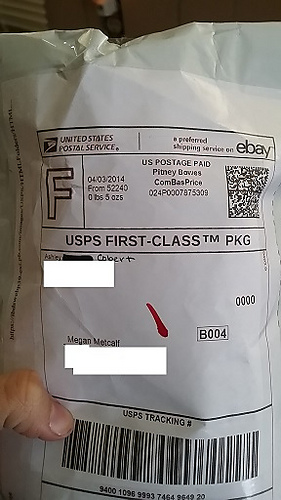 UNITED STATES
POSTAL SERVICE®
a preferred
shipping service on
ebay
F
04/03/2014
From 52240
0 lbs 5 ozs
US POSTAGE PAID
Pitney Bowes
ComBasPrice
024P0007875309
USPS FIRST-CLASS™ PKG
Ashley Cobert
0000
B004
Megan Metcalf
USPS TRACKING #
9400 1096 9993 7464 9649 20